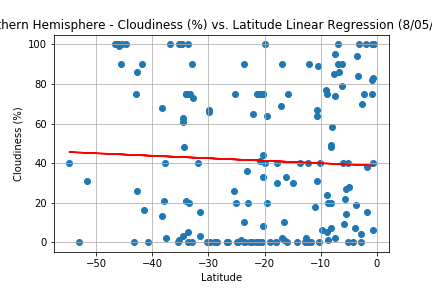 thern Hemisphere - Cloudiness (%) vs. Latitude Linear Regression (8/05/
100
80
60
40
20
0
Cloudiness (%)
−50 −40 −30 −20 −10 0
Latitude